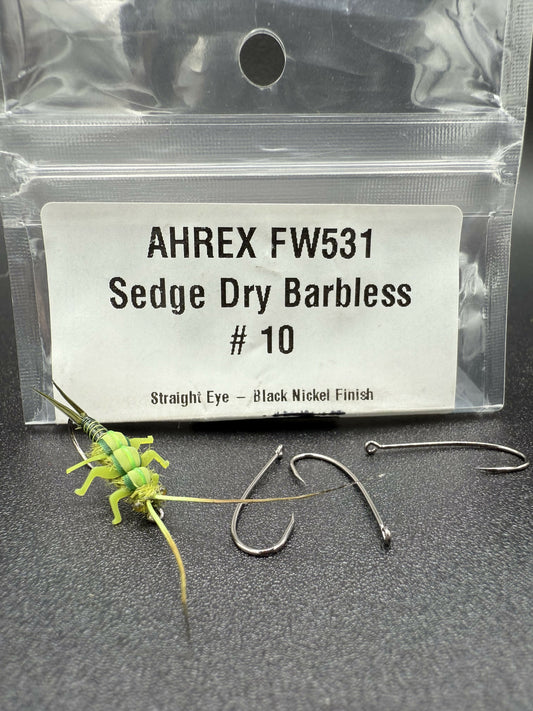 AHREX FW531
Sedge Dry Barbless
# 10
Straight Eye – Black Nickel Finish